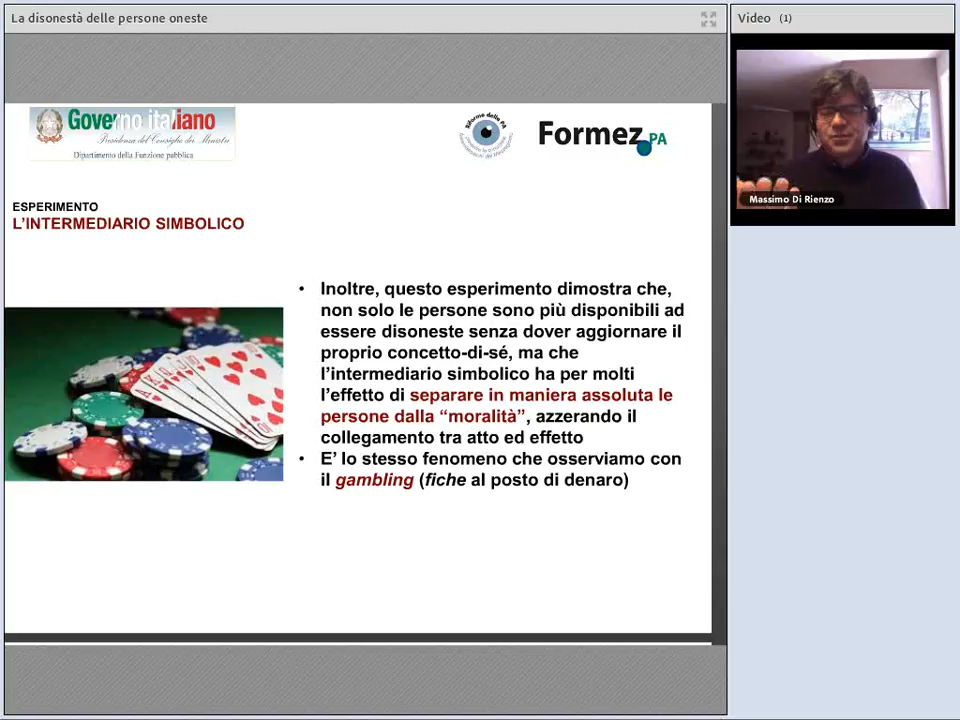 La disonestà delle persone oneste
Video (1)
Governo italiano
Presidenza del Consiglio dei Ministri
Dipartimento della Funzione pubblica
Riforme della PA
Formez PA
Massimo Di Rienzo
ESPERIMENTO
L’INTERMEDIARIO SIMBOLICO
• Inoltre, questo esperimento dimostra che,
non solo le persone sono più disponibili ad
essere disoneste senza dover aggiornare il
proprio concetto-di-sé, ma che
l’intermediario simbolico ha per molti
l’effetto di separare in maniera assoluta le
persone dalla “moralità”, azzerando il
collegamento tra atto ed effetto
• E’ lo stesso fenomeno che osserviamo con
il gambling (fiche al posto di denaro)